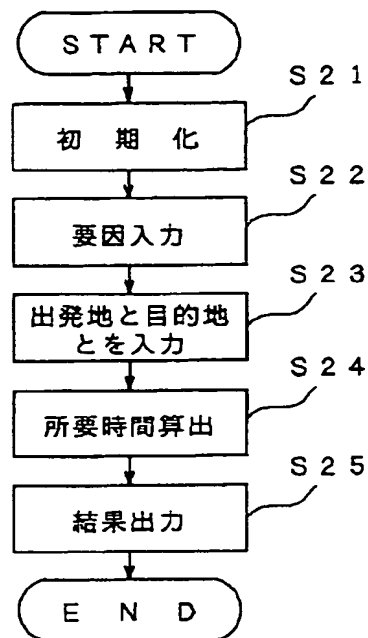 START
S21
初期化
S22
要因入力
S23
出発地と目的地
とを入力
S24
所要時間算出
S25
結果出力
END